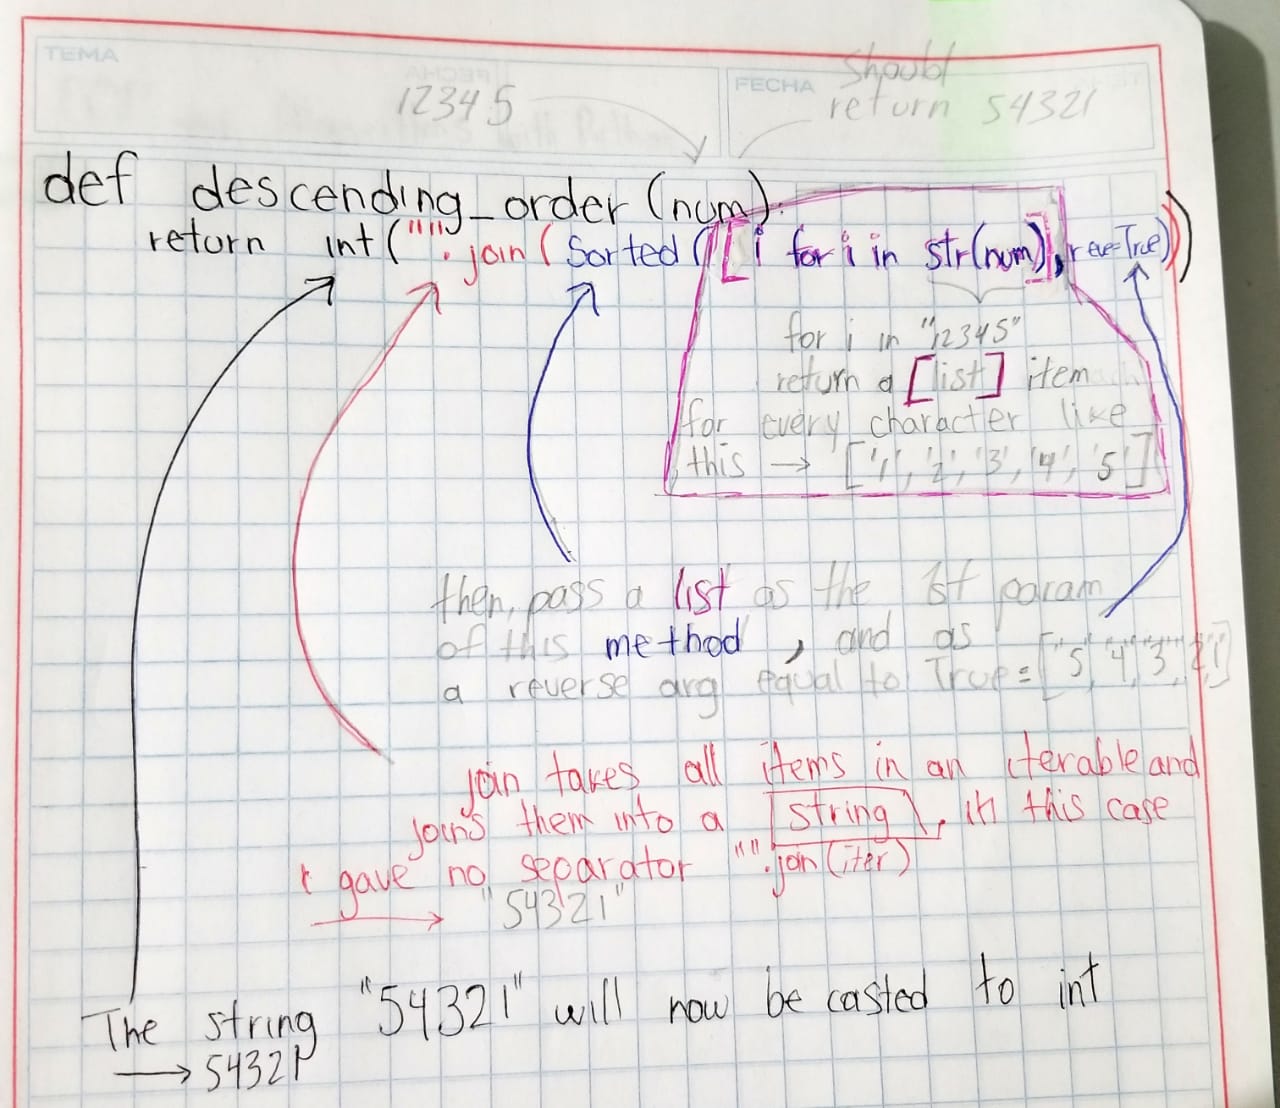 TEMA
FECHA
12345
should
return 54321
def descending_order(num):
return int("".join(Sorted([i for i in str(num)],reve=True)))
for i in "12345"
return a [list] item
for every character like
this → ['1','2','3','4','5']
then, pass a list as the 1st param
of this method, and as
a reverse arg equal to True = ["5","4","3","2","1"]
join takes all items in an iterable and
joins them into a string, in this case
I gave no separator "".join(iter)
→ "54321"
The string "54321" will now be casted to int
→ 54321